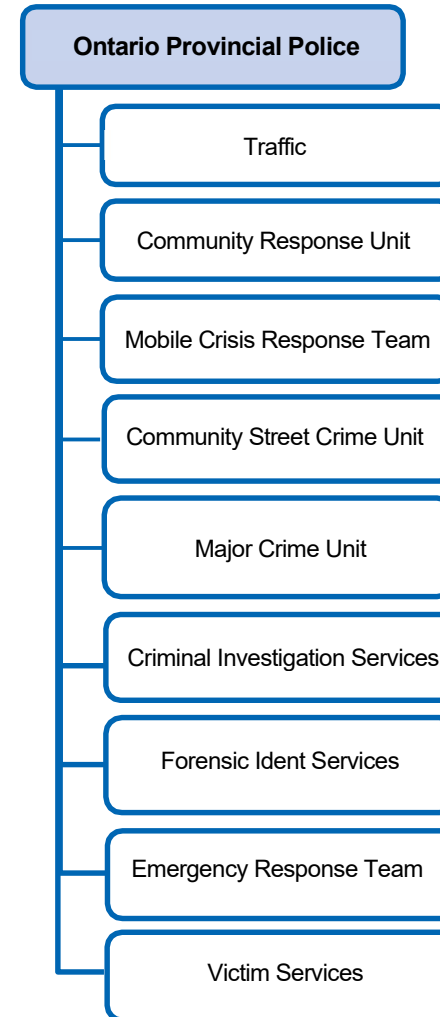 Ontario Provincial Police
Traffic
Community Response Unit
Mobile Crisis Response Team
Community Street Crime Unit
Major Crime Unit
Criminal Investigation Services
Forensic Ident Services
Emergency Response Team
Victim Services